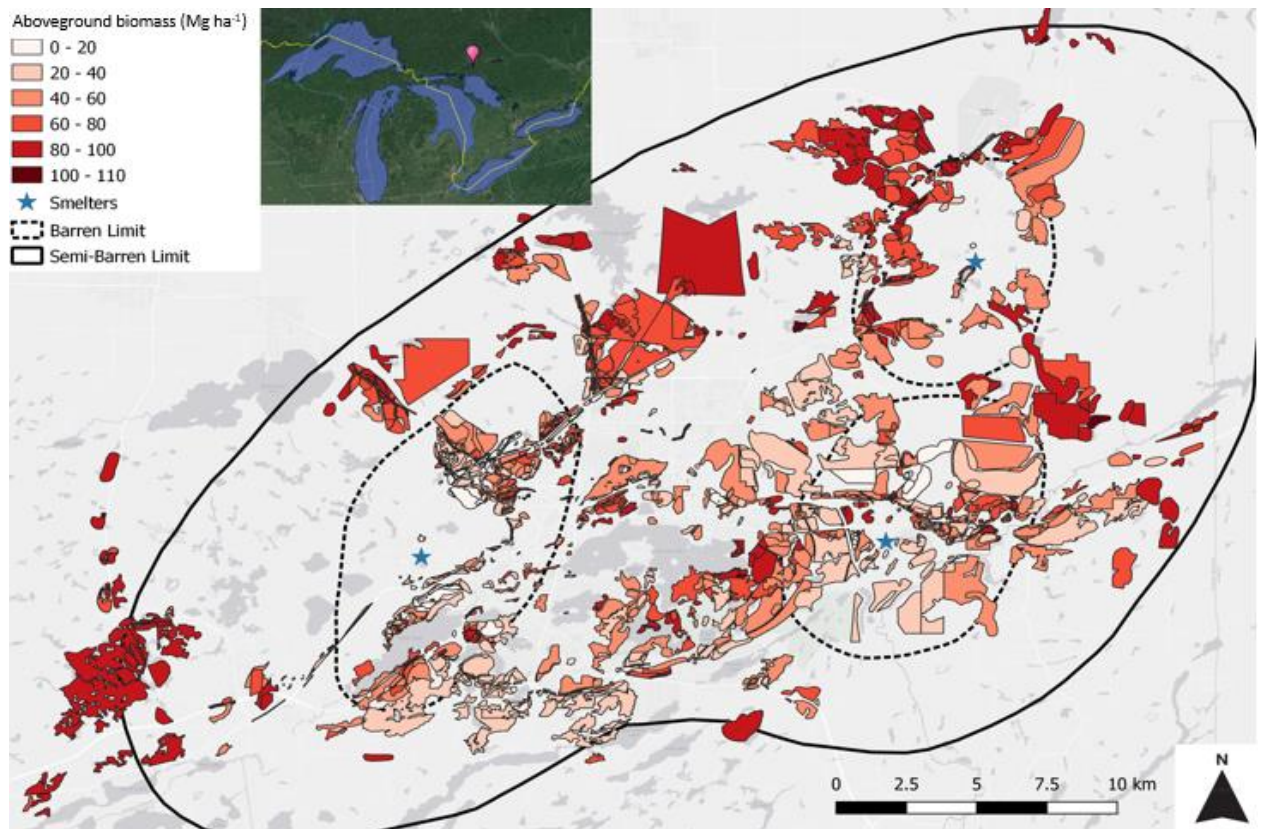 Aboveground biomass (Mg ha-1)
0 - 20
20 - 40
40 - 60
60 - 80
80 - 100
100 - 110
Smelters
Barren Limit
Semi-Barren Limit
N
0 2.5 5 7.5 10 km